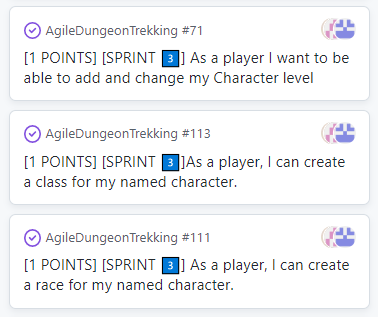 AgileDungeonTrekking #71
[1 POINTS] [SPRINT 3️⃣] As a player I want to be
able to add and change my Character level
AgileDungeonTrekking #113
[1 POINTS] [SPRINT 3️⃣]As a player, I can create
a class for my named character.
AgileDungeonTrekking #111
[1 POINTS] [SPRINT 3️⃣] As a player, I can create
a race for my named character.